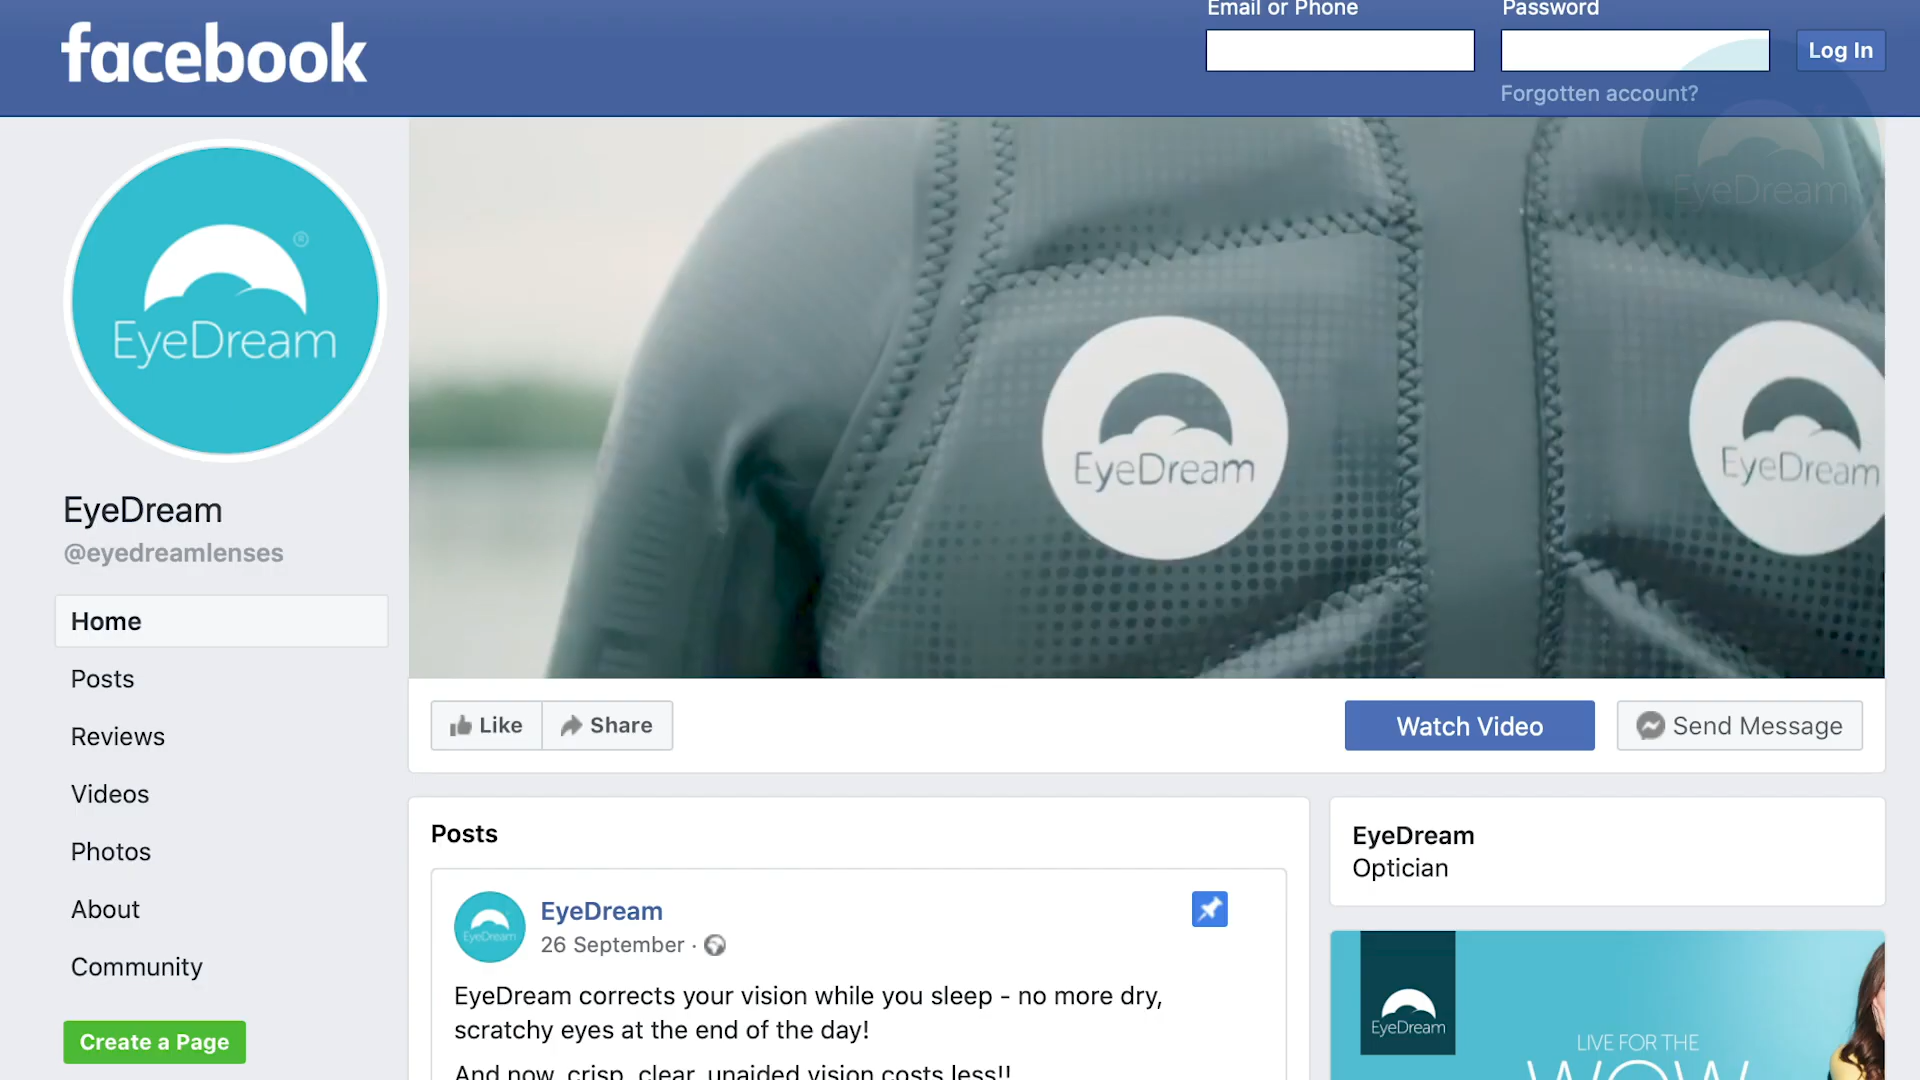 facebook
Email or Phone
Password
Log In
Forgotten account?
EyeDream
®
EyeDream
EyeDream
EyeDream
EyeDream
@eyedreamlenses
Home
Posts
Reviews
Videos
Photos
About
Community
Create a Page
Like
Share
Watch Video
Send Message
Posts
EyeDream
EyeDream
26 September ·
EyeDream corrects your vision while you sleep - no more dry,
scratchy eyes at the end of the day!
And now, crisp, clear, unaided vision costs less!!
EyeDream
Optician
EyeDream
LIVE FOR THE
WOW